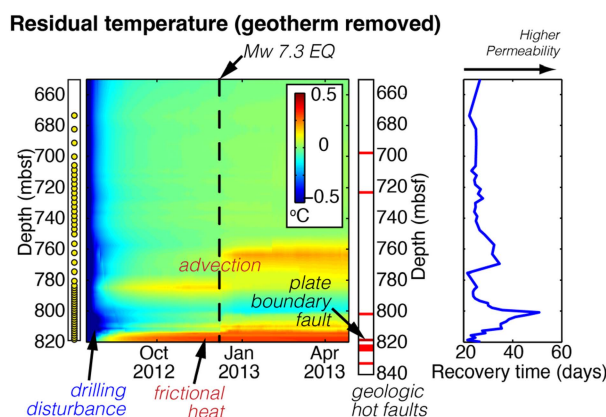 Residual temperature (geotherm removed)
Mw 7.3 EQ
Higher
Permeability
660
680
700
720
740
760
780
800
820
Depth (mbsf)
0.5
−0.5
°C
advection
plate
boundary
fault
Oct
2012
Jan
2013
Apr
2013
drilling
disturbance
frictional
heat
660
680
700
720
740
760
780
800
820
840
Depth (mbsf)
geologic
hot faults
20
40
60
Recovery time (days)